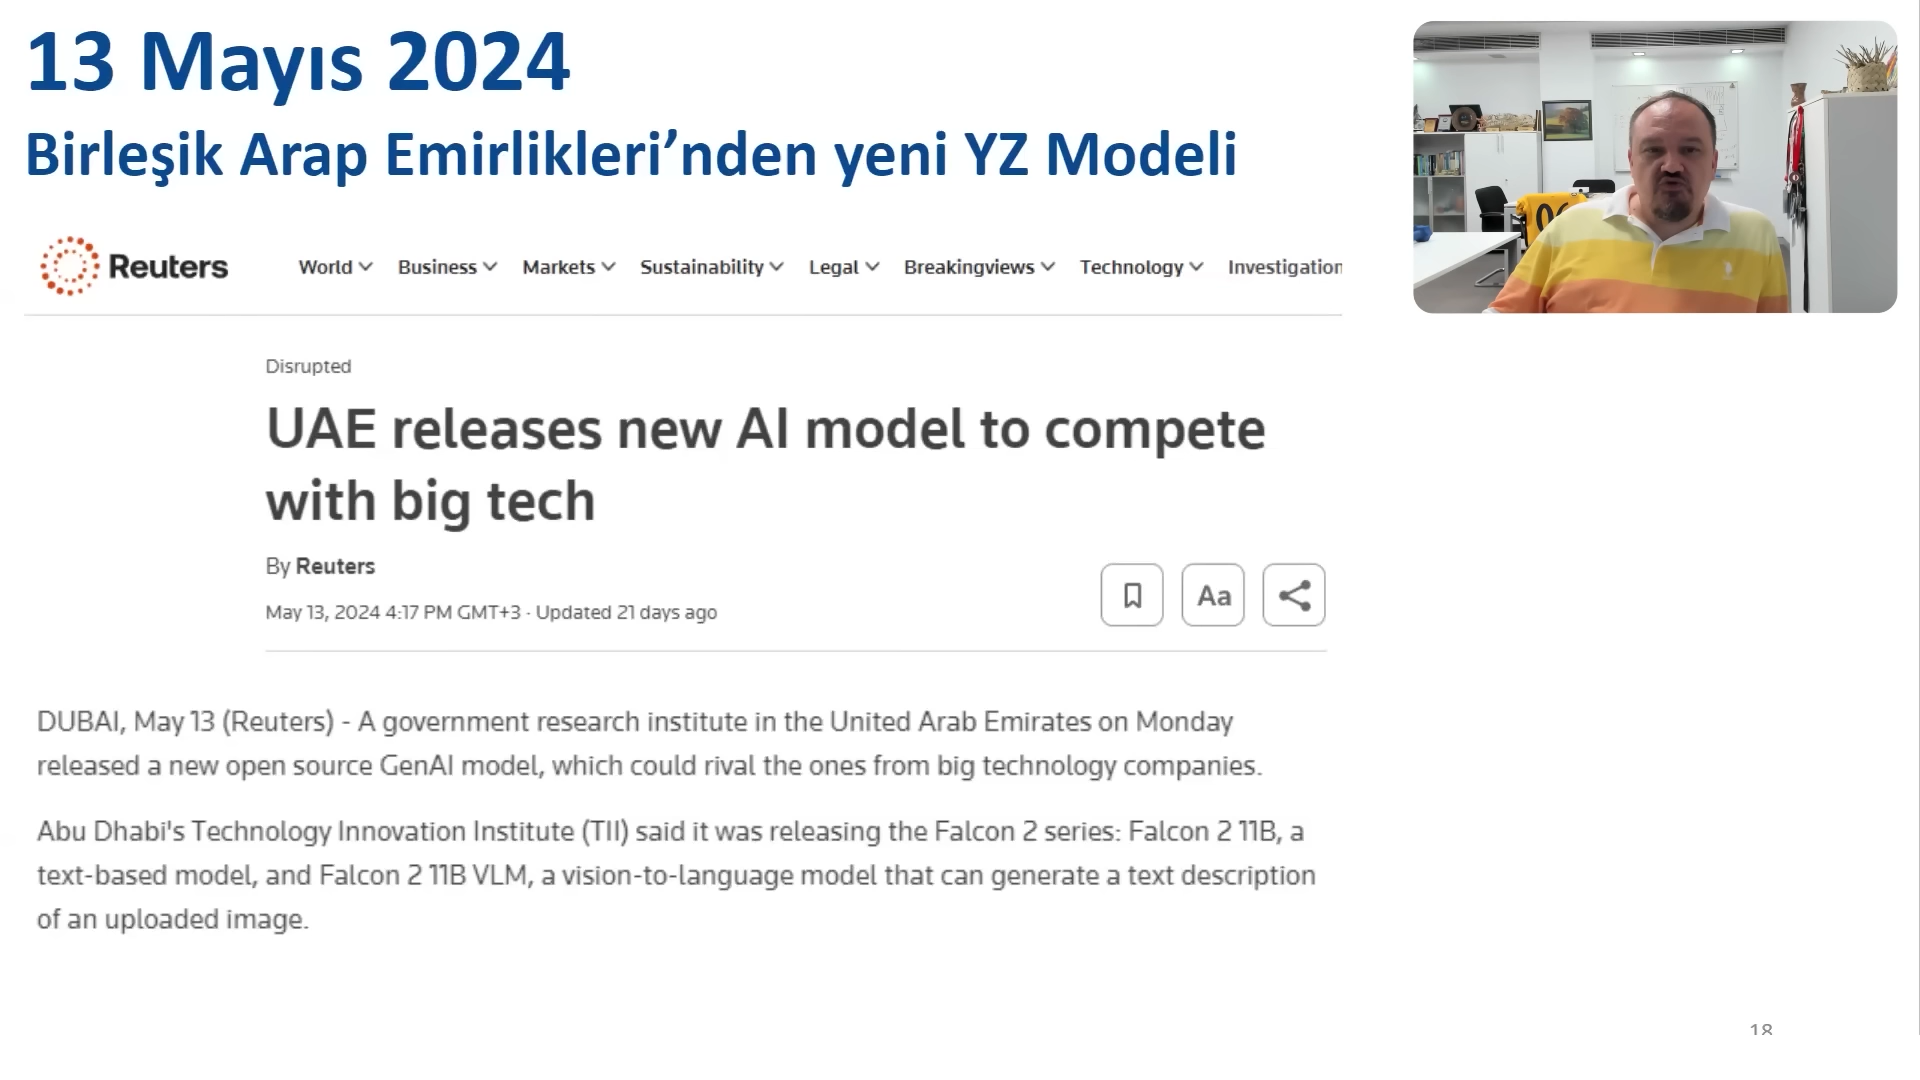 13 Mayıs 2024
Birleşik Arap Emirlikleri’nden yeni YZ Modeli
Reuters
World Business Markets Sustainability Legal Breakingviews Technology Investigation
Disrupted
UAE releases new AI model to compete
with big tech
By Reuters
May 13, 2024 4:17 PM GMT+3 · Updated 21 days ago
Aa
DUBAI, May 13 (Reuters) - A government research institute in the United Arab Emirates on Monday
released a new open source GenAI model, which could rival the ones from big technology companies.
Abu Dhabi's Technology Innovation Institute (TII) said it was releasing the Falcon 2 series: Falcon 2 11B, a
text-based model, and Falcon 2 11B VLM, a vision-to-language model that can generate a text description
of an uploaded image.
18